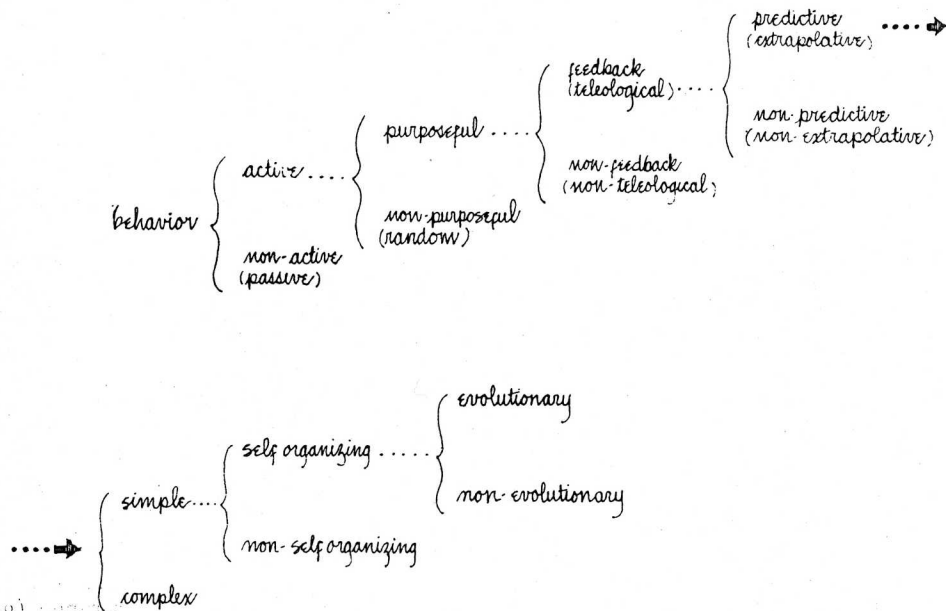 predictive
(extrapolative) ....
feedback
(teleological) ....
non-predictive
(non-extrapolative)
purposeful ....
non-feedback
(non-teleological)
active ....
non-purposeful
(random)
behavior
non-active
(passive)
evolutionary
self organizing .....
non-evolutionary
simple ....
non-self organizing
....
complex